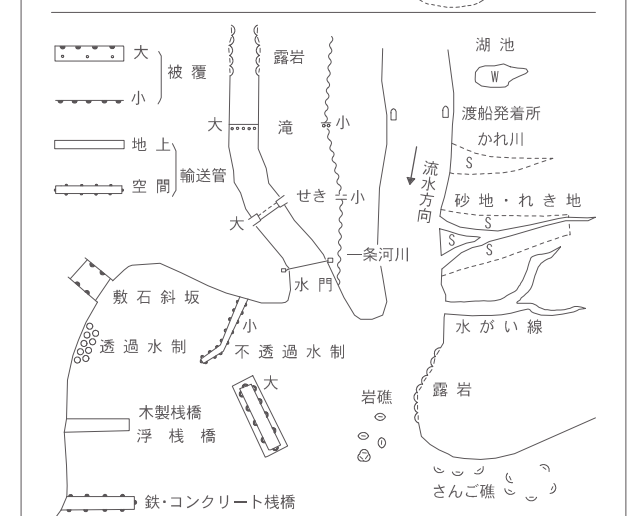 大
被覆
小
地上
空間
輸送管
露岩
大 滝
小
せき
小
大
水門
一条河川
流水方向
湖池
W
渡船発着所
かれ川
S
砂地・れき地
S
S
S
水がい線
敷石斜坂
透過水制
小
不透過水制
大
木製桟橋
浮桟橋
鉄・コンクリート桟橋
岩礁
露岩
さんご礁